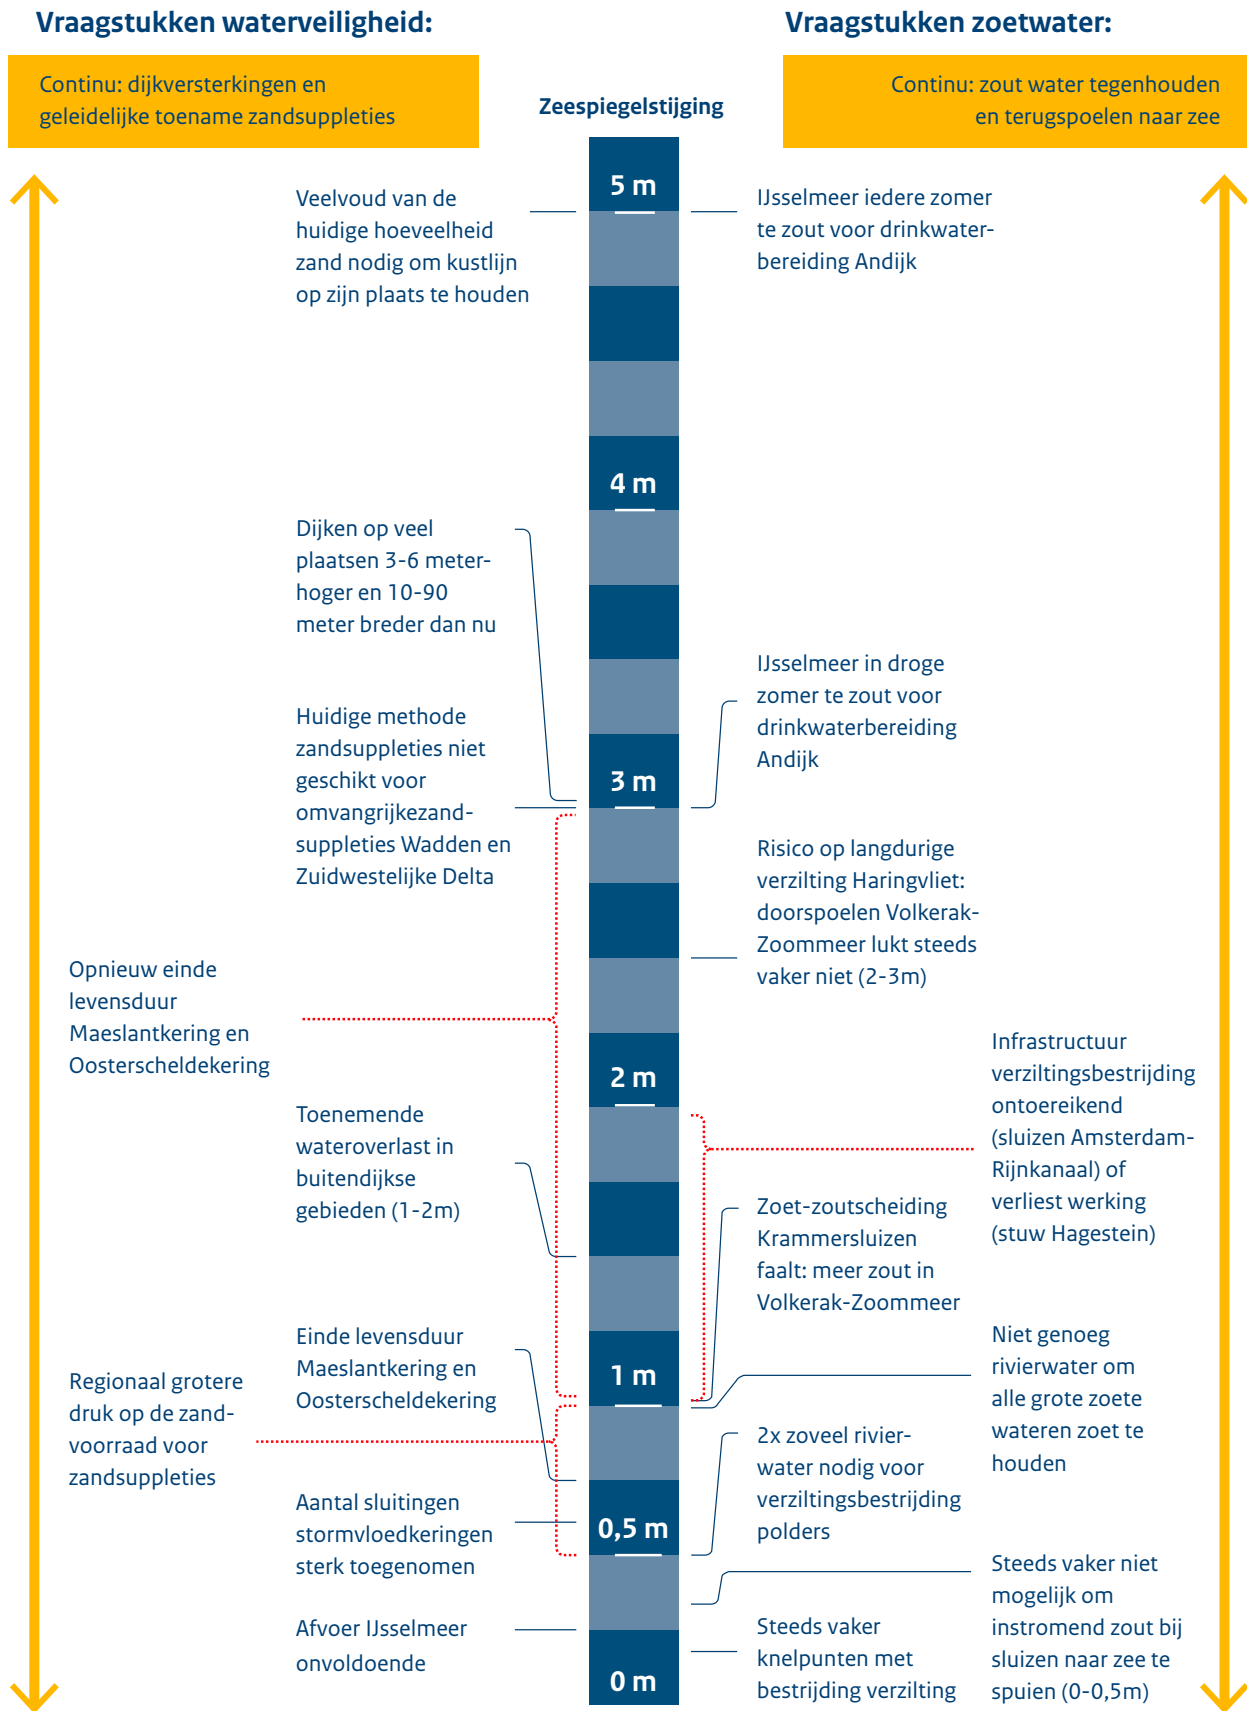 Vraagstukken waterveiligheid:
Continu: dijkversterkingen en
geleidelijke toename zandsuppleties
Veelvoud van de
huidige hoeveelheid
zand nodig om kustlijn
op zijn plaats te houden
Dijken op veel
plaatsen 3-6 meter-
hoger en 10-90
meter breder dan nu
Huidige methode
zandsuppleties niet
geschikt voor
omvangrijkezand-
suppleties Wadden en
Zuidwestelijke Delta
Opnieuw einde
levensduur
Maeslantkering en
Oosterscheldekering
Toenemende
wateroverlast in
buitendijkse
gebieden (1-2m)
Einde levensduur
Maeslantkering en
Oosterscheldekering
Regionaal grotere
druk op de zand-
voorraad voor
zandsuppleties
Aantal sluitingen
stormvloedkeringen
sterk toegenomen
Afvoer IJsselmeer
onvoldoende
Zeespiegelstijging
5 m
4 m
3 m
2 m
1 m
0,5 m
0 m
Vraagstukken zoetwater:
Continu: zout water tegenhouden
en terugspoelen naar zee
IJsselmeer iedere zomer
te zout voor drinkwater-
bereiding Andijk
IJsselmeer in droge
zomer te zout voor
drinkwaterbereiding
Andijk
Risico op langdurige
verzilting Haringvliet:
doorspoelen Volkerak-
Zoommeer lukt steeds
vaker niet (2-3m)
Infrastructuur
verziltingsbestrijding
ontoereikend
(sluizen Amsterdam-
Rijnkanaal) of
verliest werking
(stuw Hagestein)
Zoet-zoutscheiding
Krammersluizen
faalt: meer zout in
Volkerak-Zoommeer
Niet genoeg
rivierwater om
alle grote zoete
wateren zoet te
houden
2x zoveel rivier-
water nodig voor
verziltingsbestrijding
polders
Steeds vaker niet
mogelijk om
instromend zout bij
sluizen naar zee te
spuien (0-0,5m)
Steeds vaker
knelpunten met
bestrijding verzilting